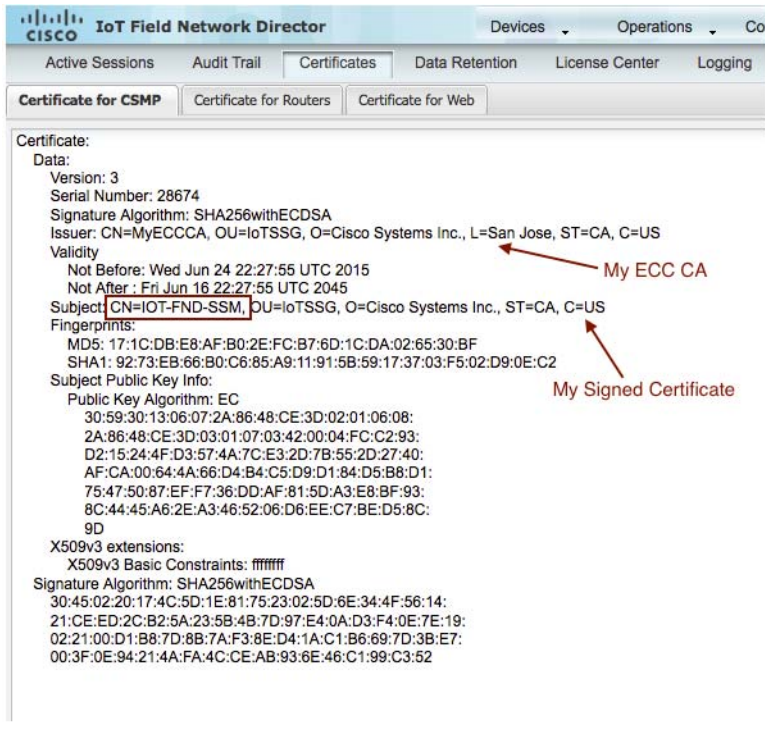 CISCO IoT Field Network Director Devices Operations Co
Active Sessions Audit Trail Certificates Data Retention License Center Logging
Certificate for CSMP Certificate for Routers Certificate for Web
Certificate:
Data:
Version: 3
Serial Number: 28674
Signature Algorithm: SHA256withECDSA
Issuer: CN=MyECCCA, OU=IoTSSG, O=Cisco Systems Inc., L=San Jose, ST=CA, C=US
Validity
Not Before: Wed Jun 24 22:27:55 UTC 2015
My ECC CA
Not After : Fri Jun 16 22:27:55 UTC 2045
Subject: CN=IOT-FND-SSM, OU=IoTSSG, O=Cisco Systems Inc., ST=CA, C=US
Fingerprints:
MD5: 17:1C:DB:E8:AF:B0:2E:FC:B7:6D:1C:DA:02:65:30:BF
SHA1: 92:73:EB:66:B0:C6:85:A9:11:91:5B:59:17:37:03:F5:02:D9:0E:C2
Subject Public Key Info:
My Signed Certificate
Public Key Algorithm: EC
30:59:30:13:06:07:2A:86:48:CE:3D:02:01:06:08:
2A:86:48:CE:3D:03:01:07:03:42:00:04:FC:C2:93:
D2:15:24:4F:D3:57:4A:7C:E3:2D:7B:55:2D:27:40:
AF:CA:00:64:4A:66:D4:B4:C5:D9:D1:84:D5:B8:D1:
75:47:50:87:EF:F7:36:DD:AF:81:5D:A3:E8:BF:93:
8C:44:45:A6:2E:A3:46:52:06:D6:EE:C7:BE:D5:8C:
9D
X509v3 extensions:
X509v3 Basic Constraints: ffffffff
Signature Algorithm: SHA256withECDSA
30:45:02:20:17:4C:5D:1E:81:75:23:02:5D:6E:34:4F:56:14:
21:CE:ED:2C:B2:5A:23:5B:4B:7D:97:E4:0A:D3:F4:0E:7E:19:
02:21:00:D1:B8:7D:8B:7A:F3:8E:D4:1A:C1:B6:69:7D:3B:E7:
00:3F:0E:94:21:4A:FA:4C:CE:AB:93:6E:46:C1:99:C3:52